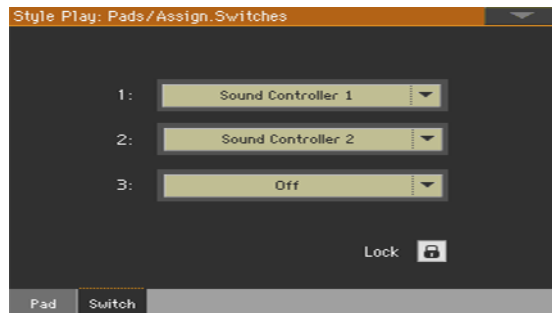 Style Play: Pads/Assign.Switches
1: Sound Controller 1
2: Sound Controller 2
3: Off
Lock
Pad Switch